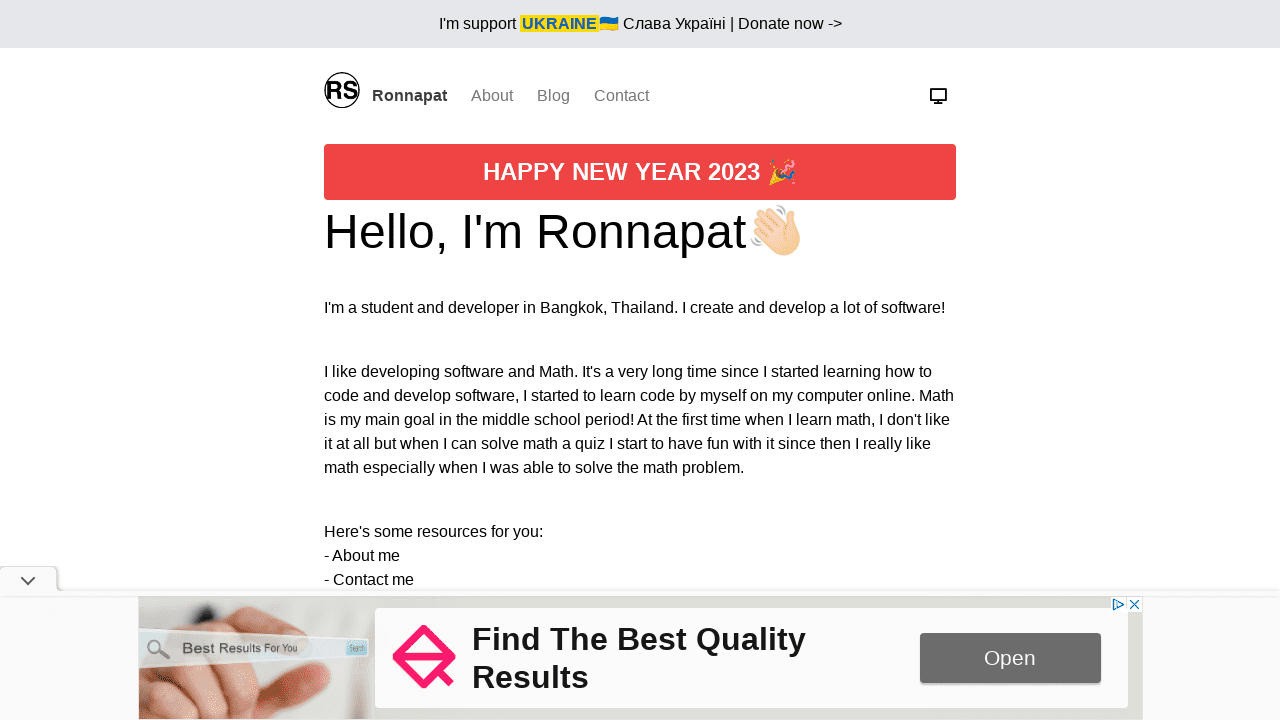 I'm support UKRAINE🇺🇦 Слава Україні | Donate now ->
RS Ronnapat About Blog Contact
HAPPY NEW YEAR 2023 🎉
Hello, I'm Ronnapat👋🏻
I'm a student and developer in Bangkok, Thailand. I create and develop a lot of software!
I like developing software and Math. It's a very long time since I started learning how to
code and develop software, I started to learn code by myself on my computer online. Math
is my main goal in the middle school period! At the first time when I learn math, I don't like
it at all but when I can solve math a quiz I start to have fun with it since then I really like
math especially when I was able to solve the math problem.
Here's some resources for you:
- About me
- Contact me
Best Results For You Search
Find The Best Quality
Results
Open